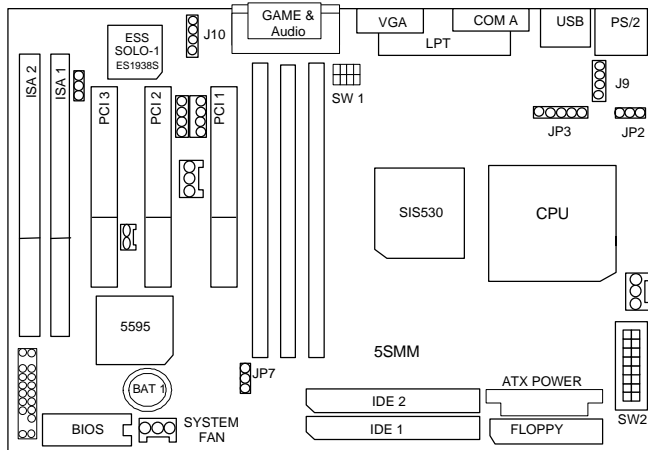 GAME &
Audio
VGA
COM A
LPT
USB
PS/2
ESS
SOLO-1
ES1938S
J10
ISA 2
ISA 1
PCI 3
PCI 2
PCI 1
SW 1
J9
JP3
JP2
SIS530
CPU
5595
5SMM
BAT 1
JP7
ATX POWER
IDE 2
IDE 1
FLOPPY
SW2
BIOS
SYSTEM
FAN